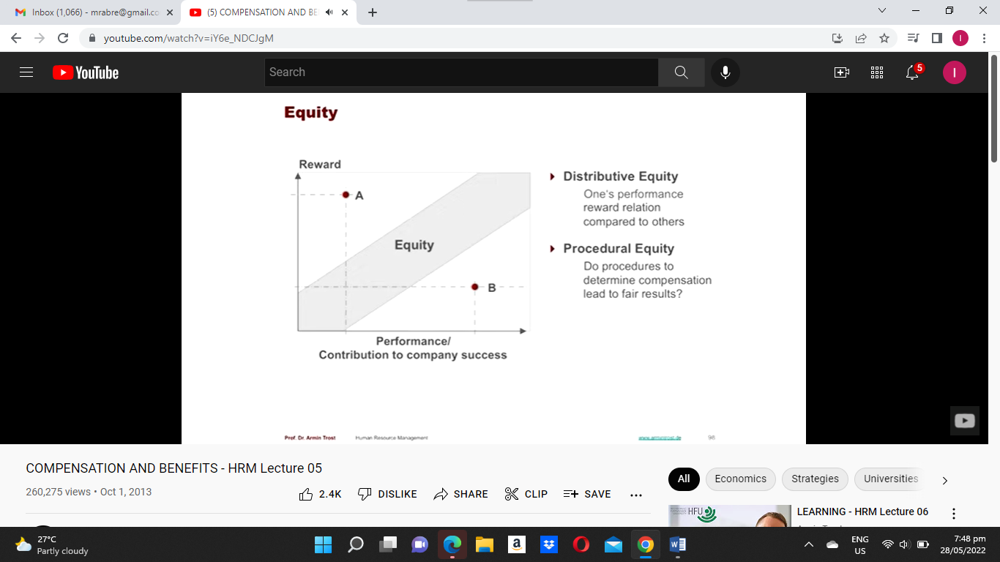 Inbox (1,066) - mrabre@gmail.co
(5) COMPENSATION AND BE
youtube.com/watch?v=iY6e_NDCJgM
I
YouTube
Search
5
I
Equity
Reward
A
Equity
B
Performance/
Contribution to company success
Distributive Equity
One's performance
reward relation
compared to others
Procedural Equity
Do procedures to
determine compensation
lead to fair results?
Prof. Dr. Armin Trost
Human Resource Management
www.armintrost.de
98
COMPENSATION AND BENEFITS - HRM Lecture 05
260,275 views • Oct 1, 2013
2.4K
DISLIKE
SHARE
CLIP
SAVE
All
Economics
Strategies
Universities
HFU
LEARNING - HRM Lecture 06
27°C
Partly cloudy
a
W
ENG
US
7:48 pm
28/05/2022